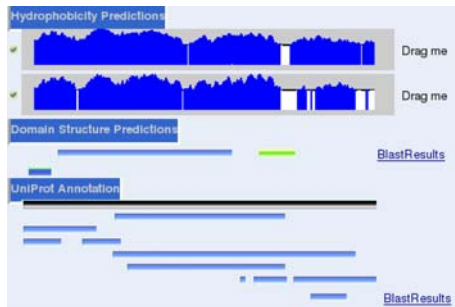 Hydrophobicity Predictions
Drag me
Drag me
Domain Structure Predictions
BlastResults
UniProt Annotation
BlastResults